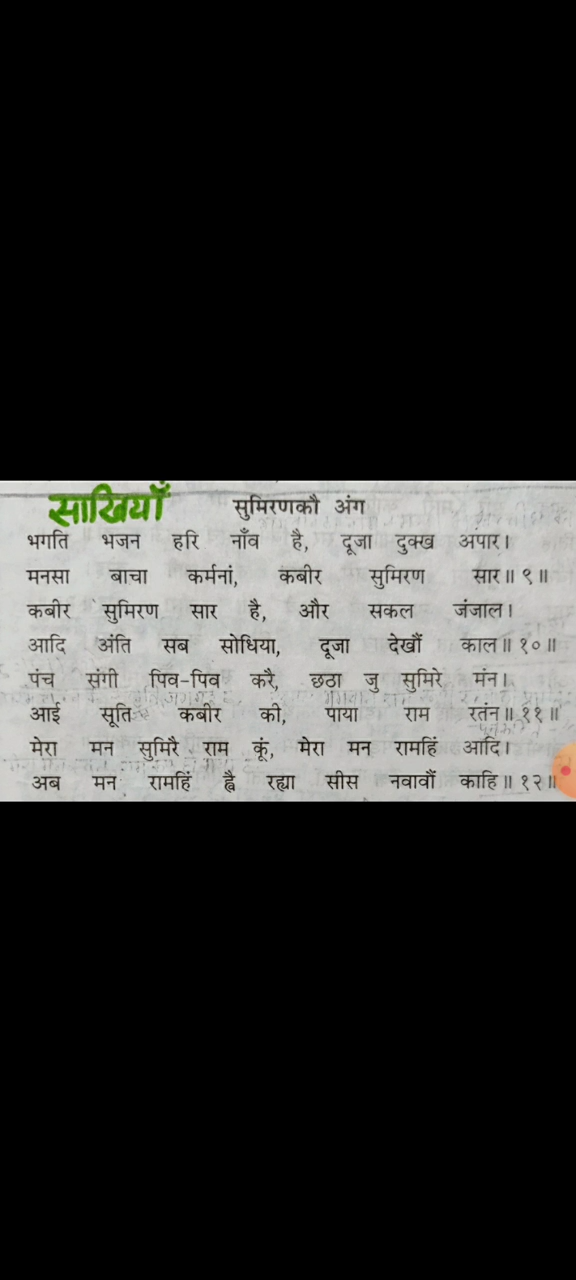 साखियाँ सुमिरणकौ अंग
भगति भजन हरि नाँव है, दूजा दुक्ख अपार।
मनसा बाचा कर्मनां, कबीर सुमिरण सार॥ ९॥
कबीर सुमिरण सार है, और सकल जंजाल।
आदि अंति सब सोधिया, दूजा देखौं काल॥ १०॥
पंच संगी पिव-पिव करै, छठा जु सुमिरे मंन।
आई सूति कबीर की, पाया राम रतंन॥ ११॥
मेरा मन सुमिरै राम कूं, मेरा मन रामहिं आदि।
अब मन रामहिं ह्वै रह्या सीस नवावौं काहि॥ १२॥